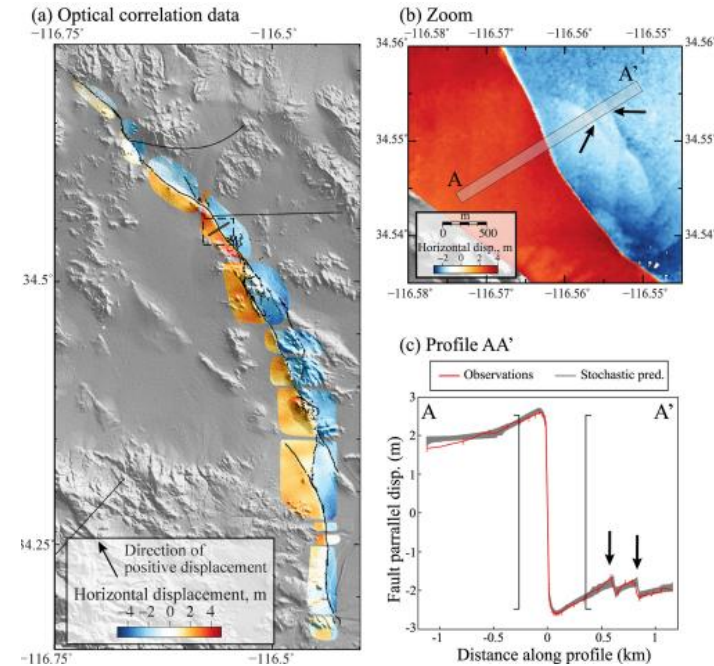 (a) Optical correlation data
−116.75
−116.5
34.5
34.25
−116.75
−116.5
Direction of
positive displacement
Horizontal displacement, m
−4 −2 0 2 4
(b) Zoom
−116.58 −116.57 −116.56 −116.55
34.56° 34.56°
34.55° 34.55°
34.54° 34.54°
A
A’
m
0 500
Horizontal disp., m
−2 0 2 4
−116.58 −116.57 −116.56 −116.55
(c) Profile AA’
Observations Stochastic pred.
A A’
Fault parrallel disp. (m)
3
2
1
0
-1
-2
-3
-1 -0.5 0 0.5 1
Distance along profile (km)